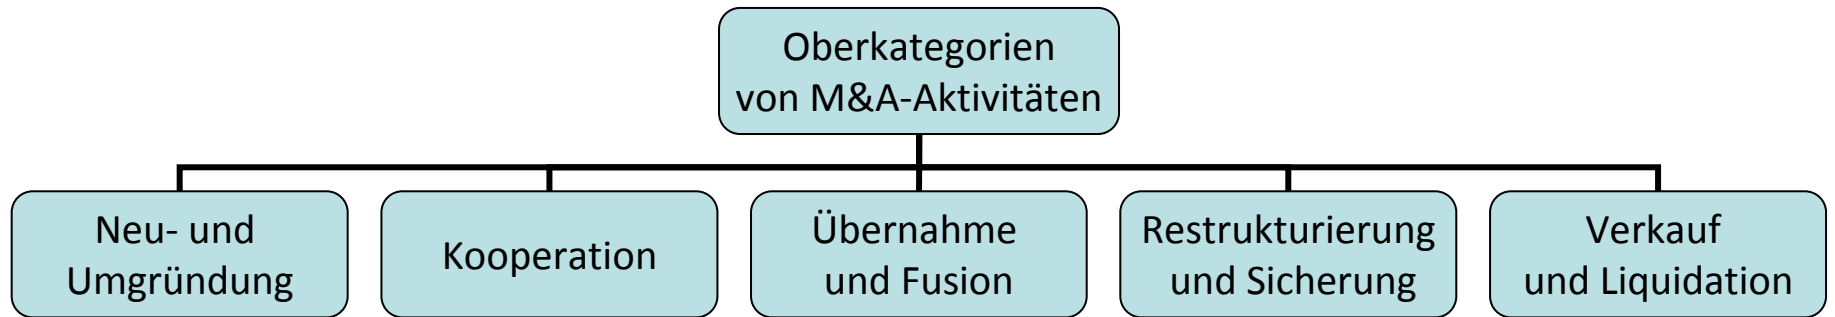 Oberkategorien
von M&A-Aktivitäten
Neu- und
Umgründung
Kooperation
Übernahme
und Fusion
Restrukturierung
und Sicherung
Verkauf
und Liquidation